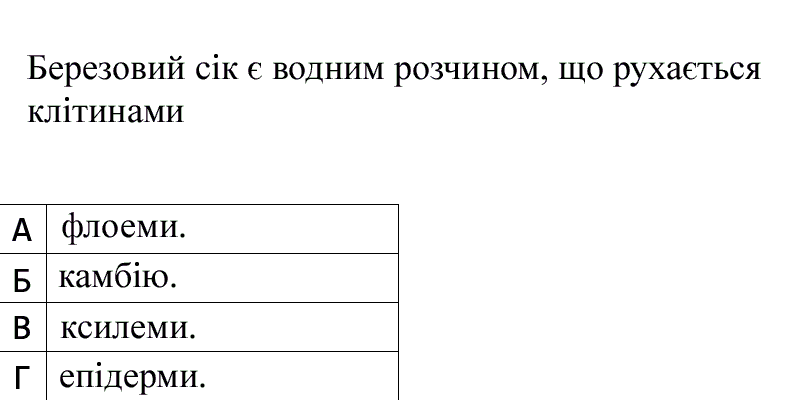 Березовий сік є водним розчином, що рухається
клітинами
А флоеми.
Б камбію.
В ксилеми.
Г епідерми.